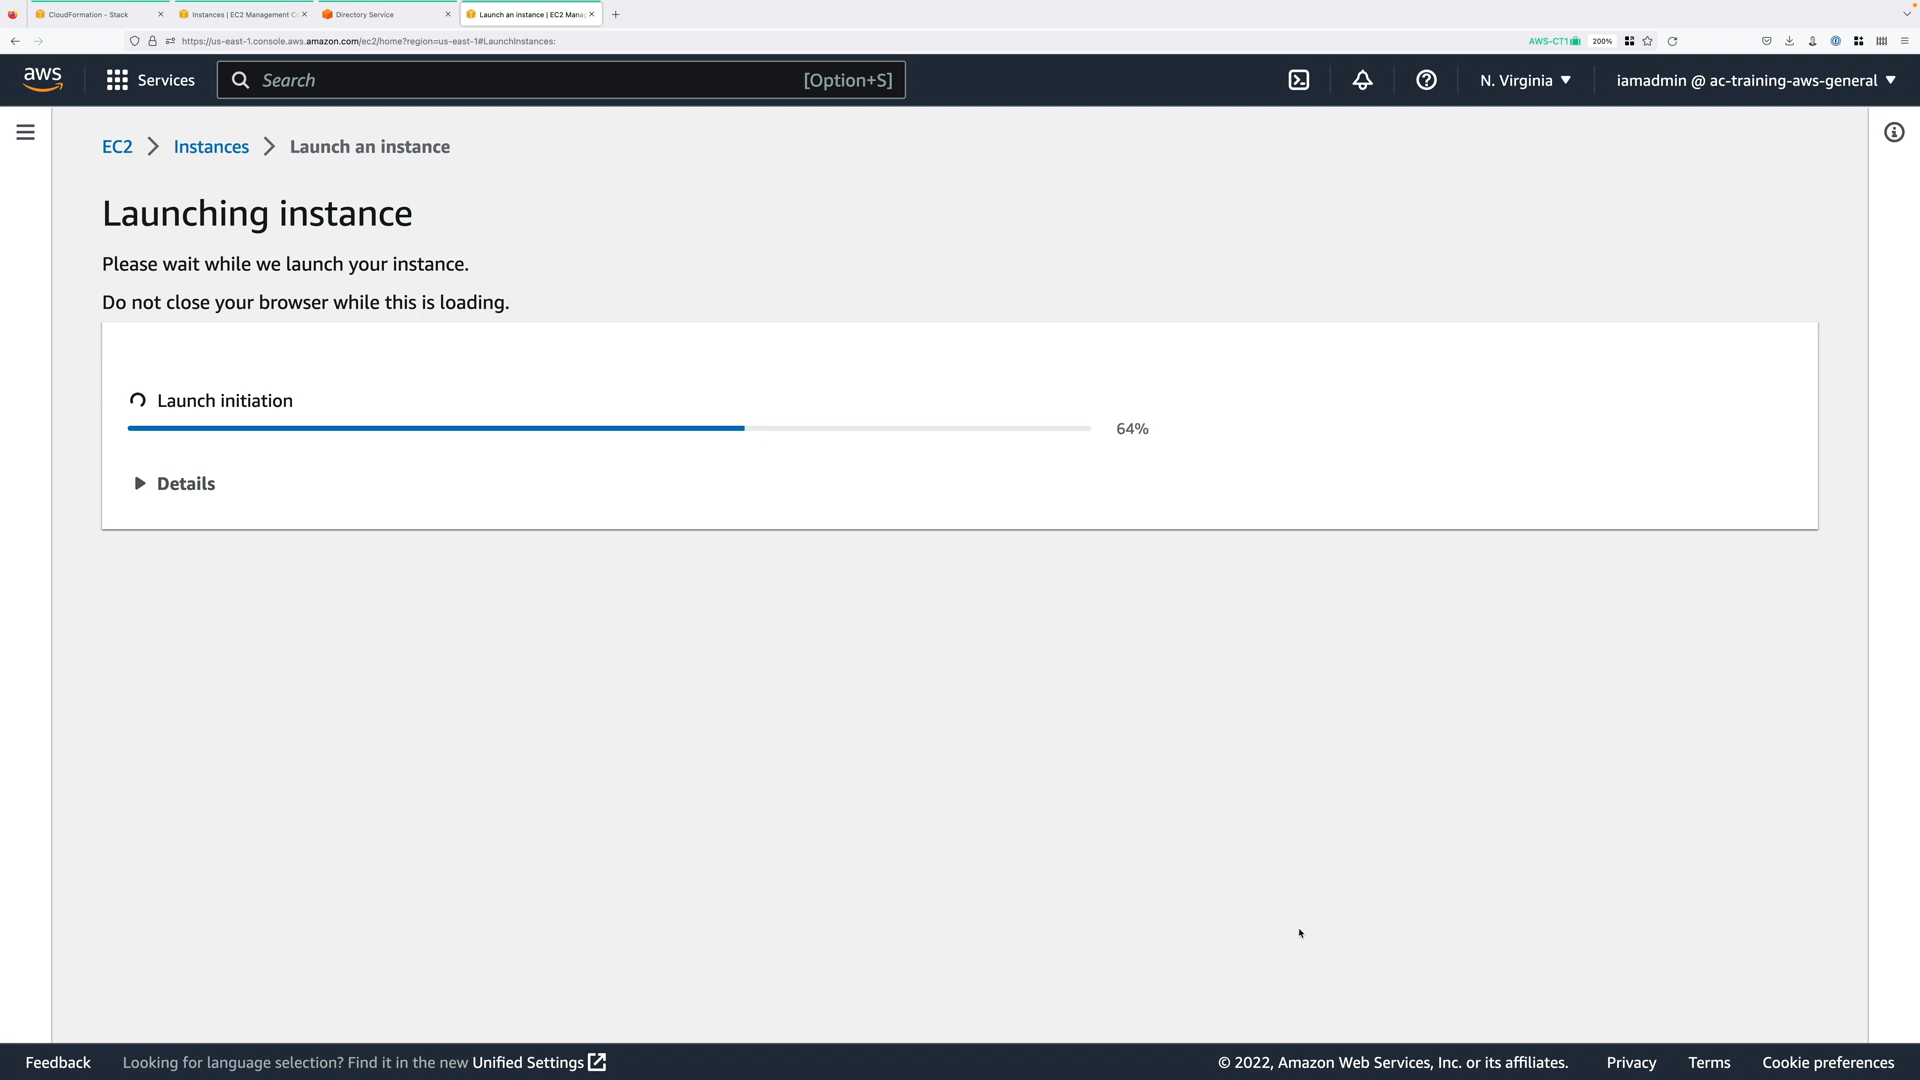 CloudFormation - Stack
Instances | EC2 Management Co
Directory Service
Launch an instance | EC2 Mana
https://us-east-1.console.aws.amazon.com/ec2/home?region=us-east-1#LaunchInstances:
AWS-CT1
200%
aws
Services
Search
[Option+S]
N. Virginia
iamadmin @ ac-training-aws-general
EC2
Instances
Launch an instance
Launching instance
Please wait while we launch your instance.
Do not close your browser while this is loading.
Launch initiation
64%
Details
Feedback
Looking for language selection? Find it in the new Unified Settings
© 2022, Amazon Web Services, Inc. or its affiliates.
Privacy
Terms
Cookie preferences